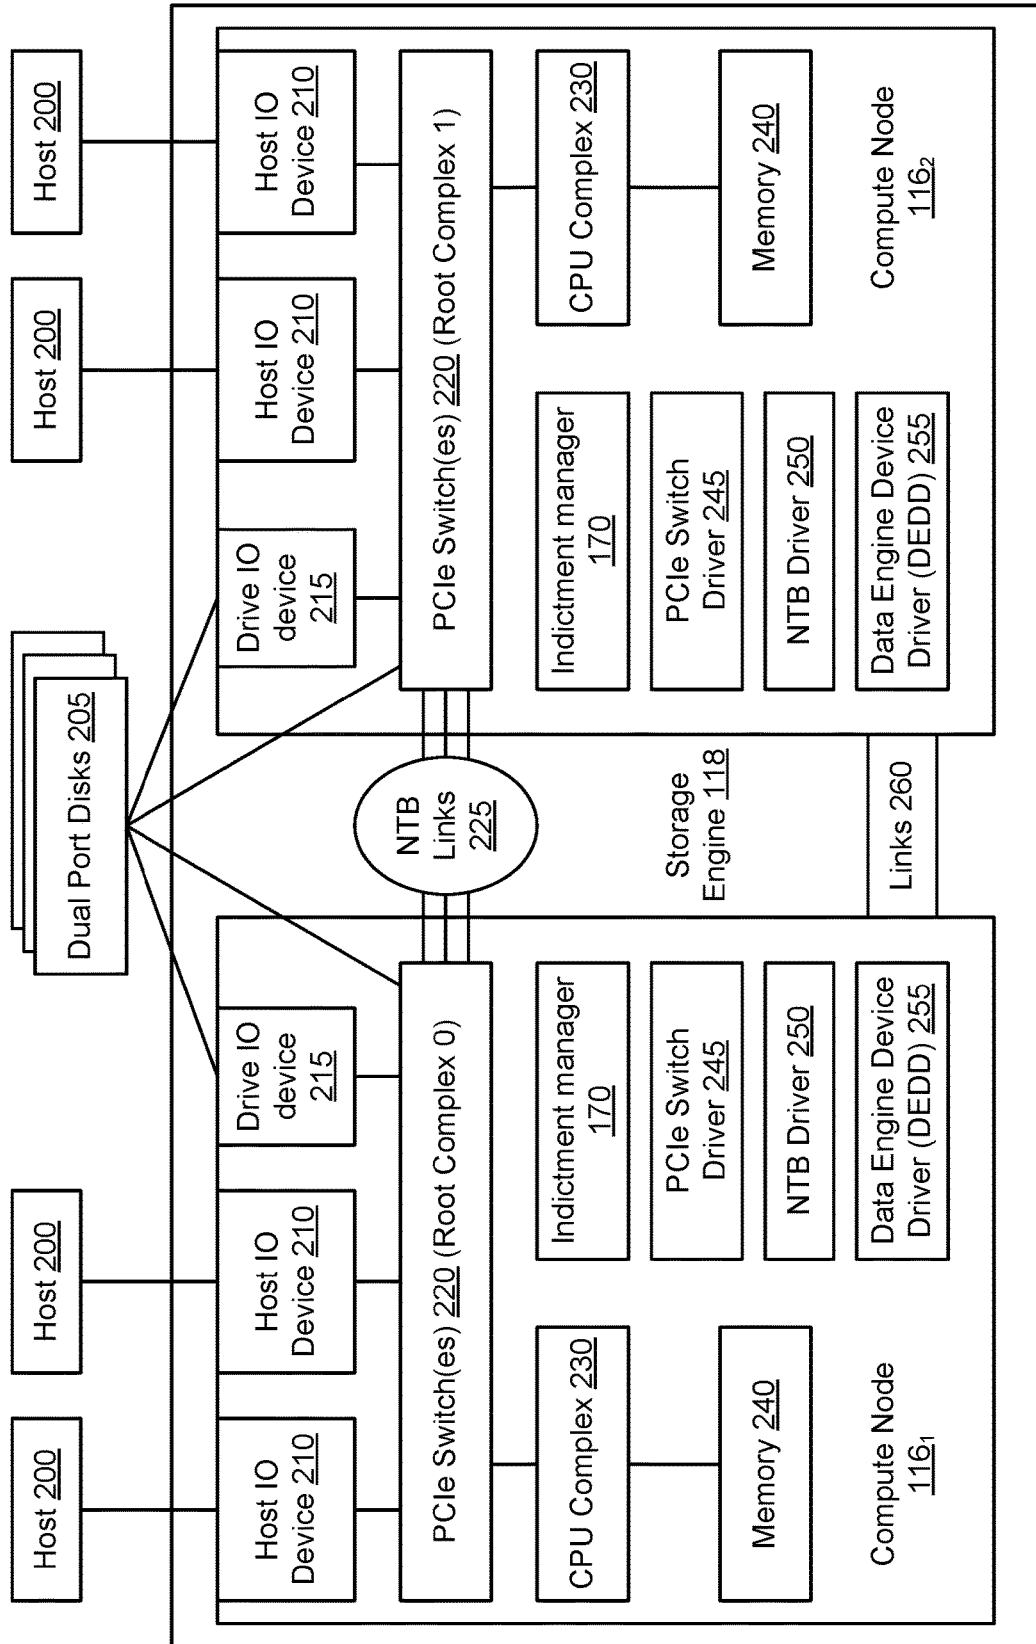 Host 200
Host 200
Dual Port Disks 205
Host 200
Host 200
Host IO
Device 210
Host IO
Device 210
Drive IO
device
215
Drive IO
device
215
Host IO
Device 210
Host IO
Device 210
PCIe Switch(es) 220 (Root Complex 0)
NTB
Links
225
PCIe Switch(es) 220 (Root Complex 1)
CPU Complex 230
Indictment manager
170
Indictment manager
170
CPU Complex 230
PCIe Switch
Driver 245
Storage
Engine 118
PCIe Switch
Driver 245
Memory 240
NTB Driver 250
NTB Driver 250
Memory 240
Compute Node
116₁
Data Engine Device
Driver (DEDD) 255
Links 260
Data Engine Device
Driver (DEDD) 255
Compute Node
116₂